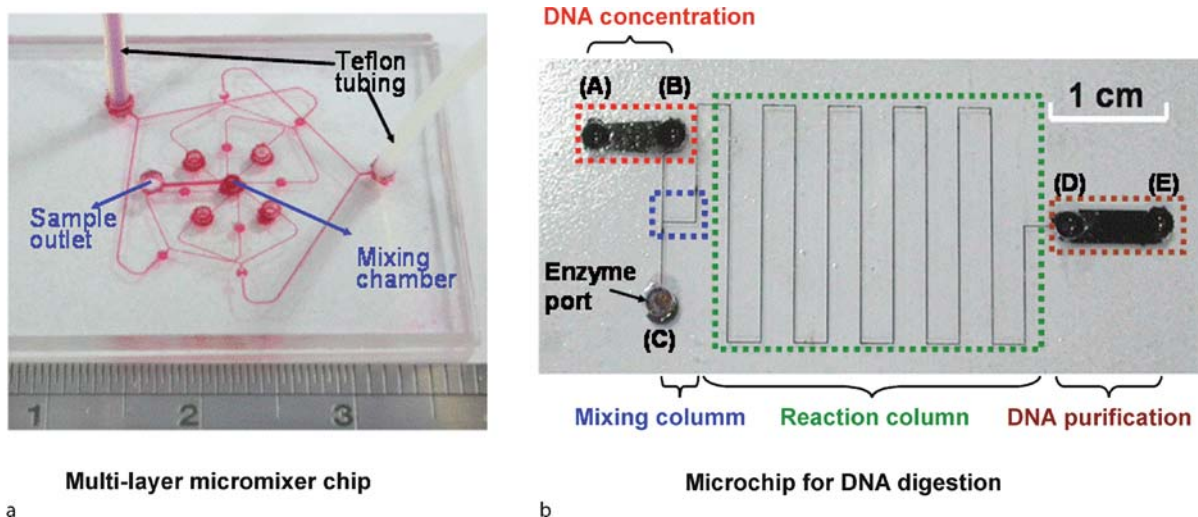 Teflon
tubing
Sample
outlet
Mixing
chamber
1 2 3
Multi-layer micromixer chip
a
DNA concentration
(A) (B)
1 cm
(D) (E)
Enzyme
port
(C)
Mixing columm
Reaction column
DNA purification
Microchip for DNA digestion
b